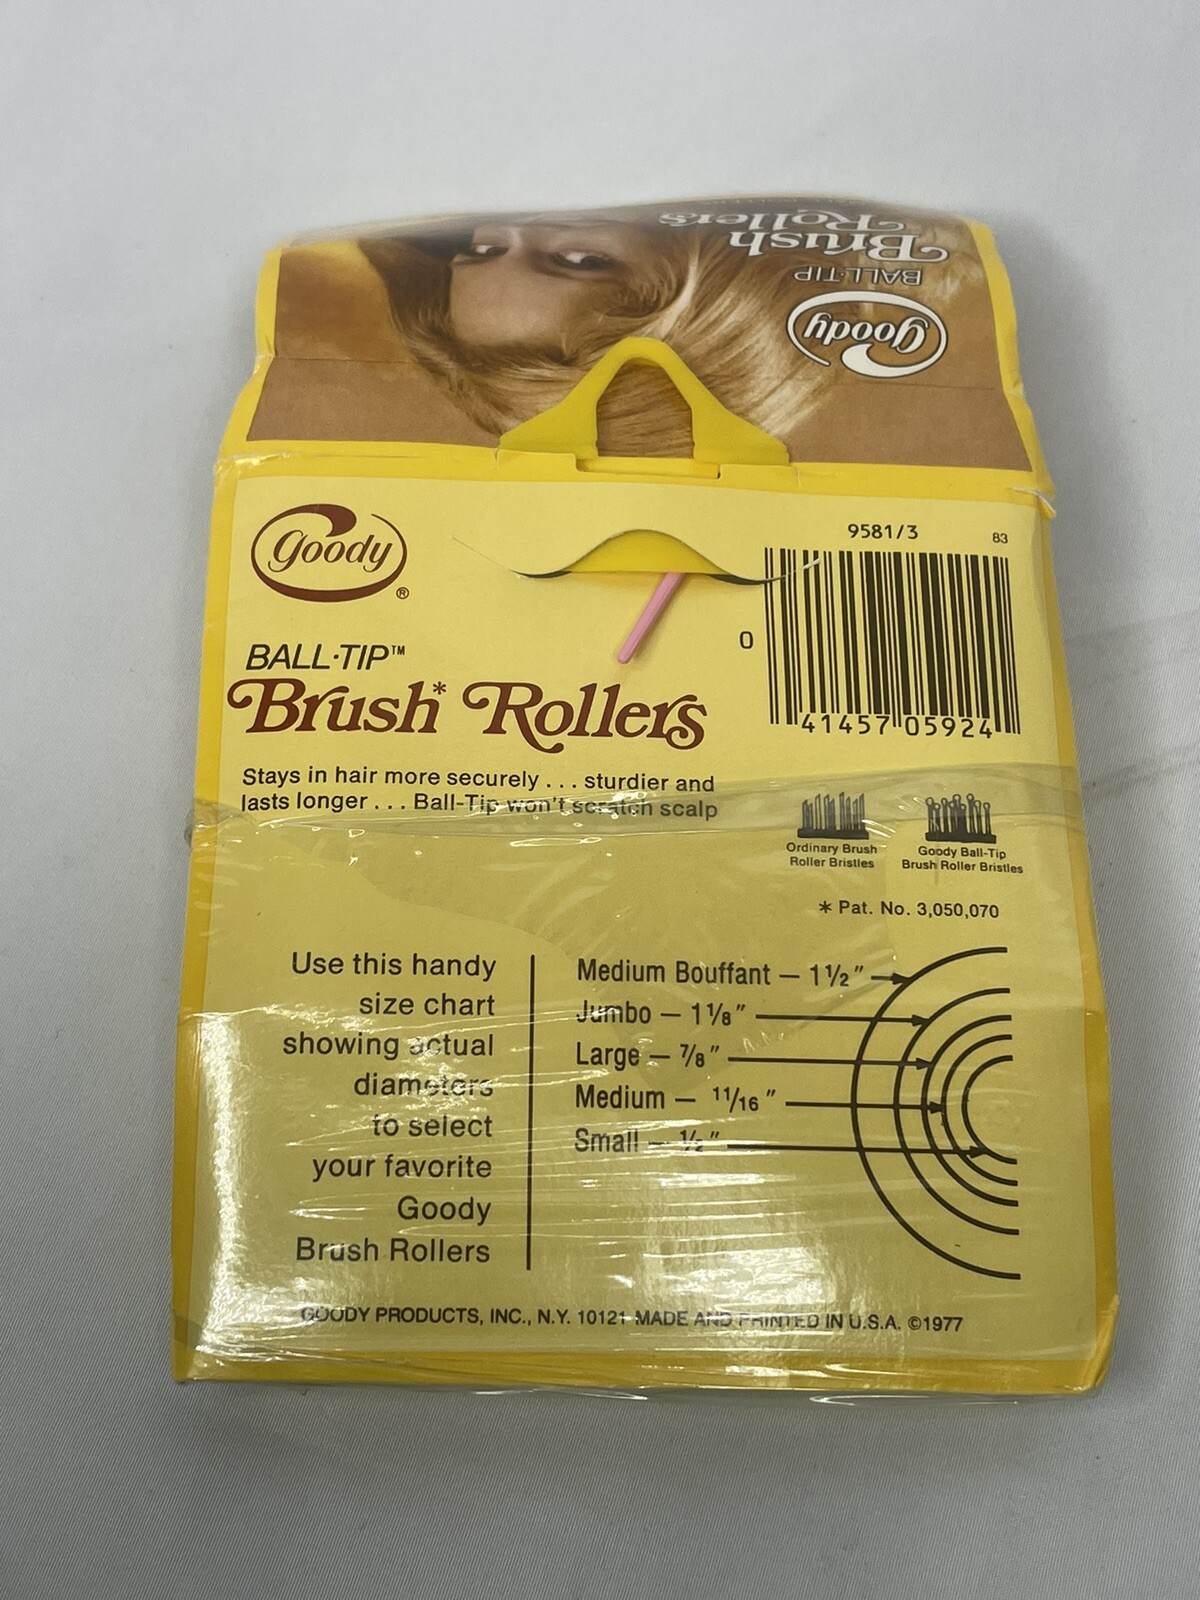 Brush
Rollers
BALL·TIP
Goody
Goody
®
9581/3
83
0
41457 05924
BALL·TIP™
Brush* Rollers
Stays in hair more securely . . . sturdier and
lasts longer . . . Ball-Tip won't scratch scalp
Ordinary Brush
Roller Bristles
Goody Ball-Tip
Brush Roller Bristles
* Pat. No. 3,050,070
Use this handy
size chart
showing actual
diameters
to select
your favorite
Goody
Brush Rollers
Medium Bouffant — 1½"
Jumbo — 1⅛"
Large — ⅞"
Medium — 11/16"
Small — ½"
GOODY PRODUCTS, INC., N.Y. 10121 MADE AND PRINTED IN U.S.A. ©1977